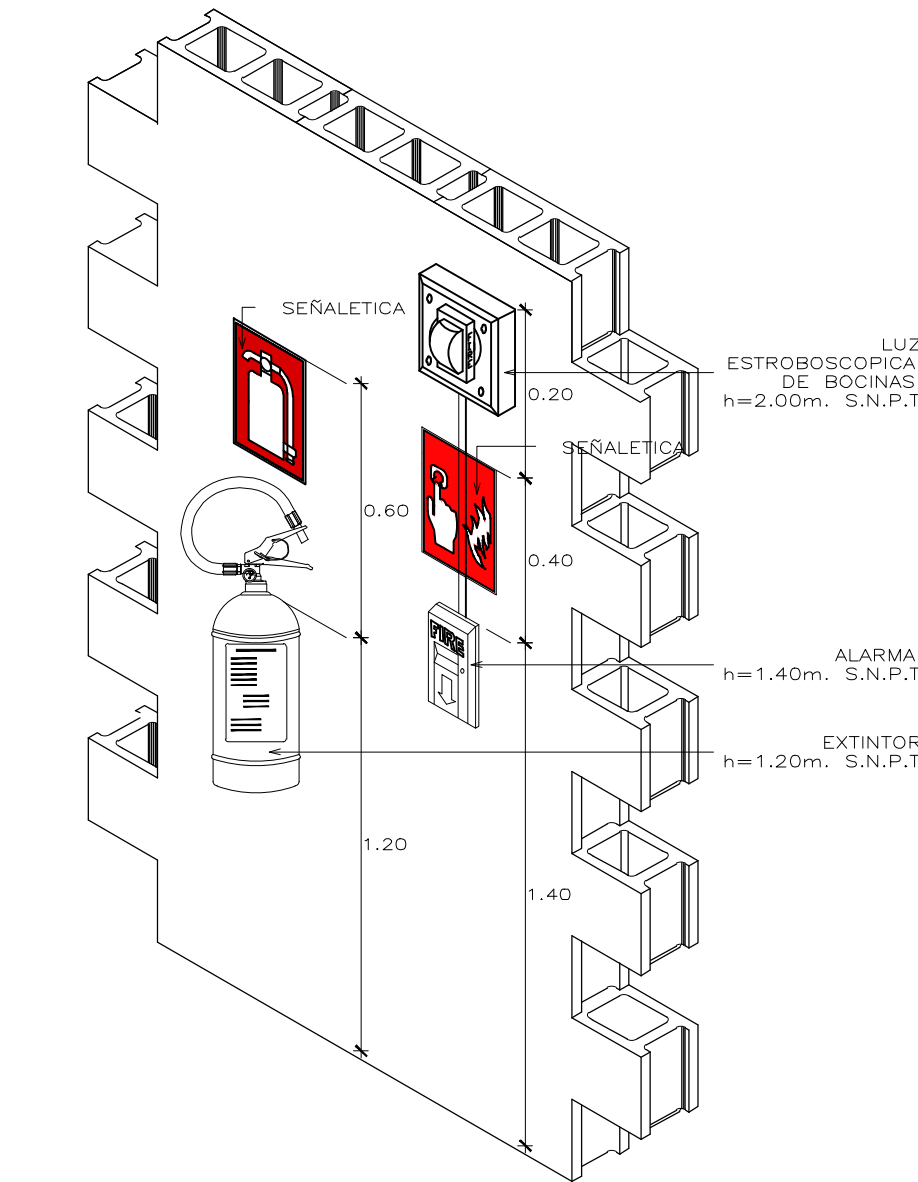 SEÑALETICA
LUZ
ESTROBOSCOPICA
DE BOCINAS
h=2.00m. S.N.P.T
0.20
SEÑALETICA
0.60
0.40
FIRE
FIRE
ALARMA
h=1.40m. S.N.P.T
EXTINTOR
h=1.20m. S.N.P.T
1.20
1.40